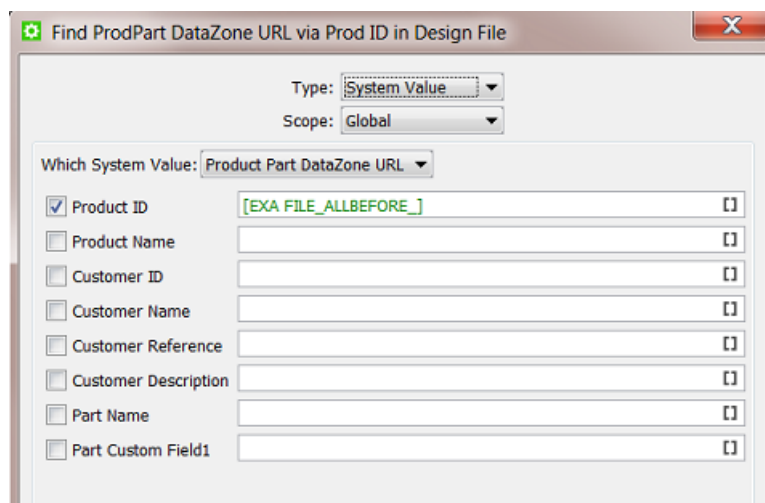 Find ProdPart DataZone URL via Prod ID in Design File
Type: System Value
Scope: Global
Which System Value: Product Part DataZone URL
Product ID [EXA FILE_ALLBEFORE_] []
Product Name []
Customer ID []
Customer Name []
Customer Reference []
Customer Description []
Part Name []
Part Custom Field1 []